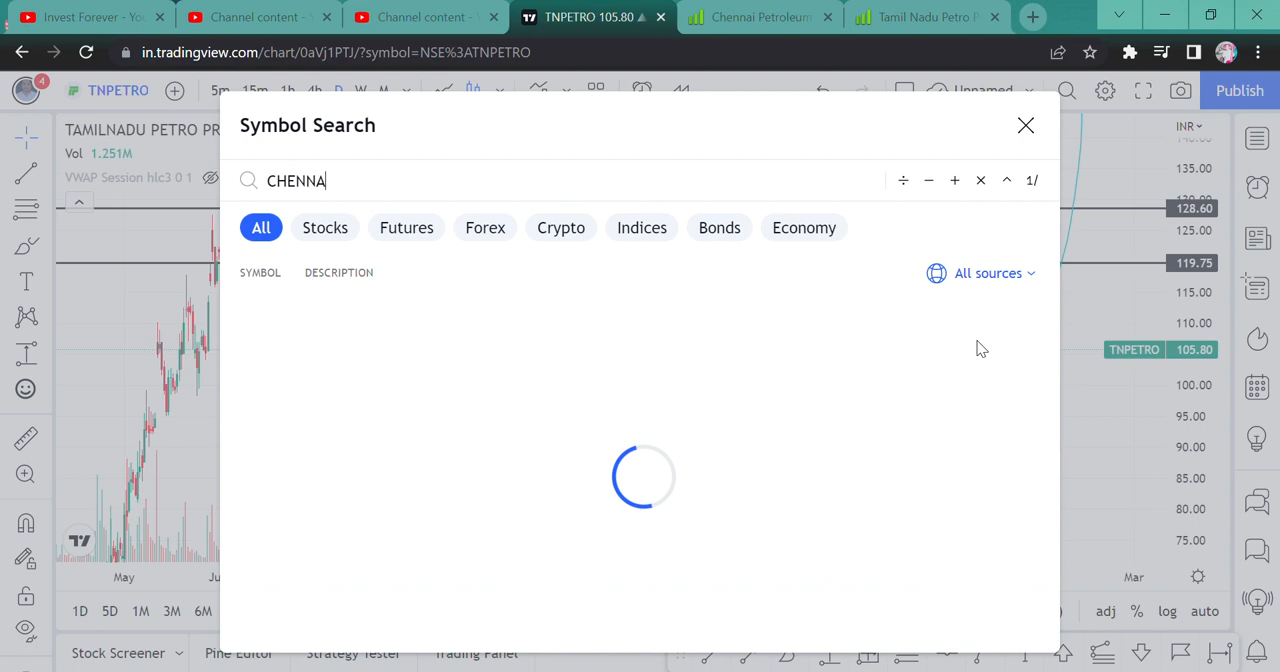 Invest Forever - You
Channel content -
Channel content -
TNPETRO 105.80
Chennai Petroleum
Tamil Nadu Petro P
in.tradingview.com/chart/0aVj1PTJ/?symbol=NSE%3ATNPETRO
4
TNPETRO
5m 15m 1h 4h D W M
Unnamed
Publish
TAMILNADU PETRO PR
INR
Vol 1.251M
VWAP Session hlc3 0 1
Symbol Search
CHENNA
1/
All Stocks Futures Forex Crypto Indices Bonds Economy
SYMBOL DESCRIPTION
All sources
140.00
135.00
128.60
125.00
119.75
115.00
110.00
TNPETRO 105.80
100.00
95.00
90.00
85.00
80.00
75.00
May
Mar
1D 5D 1M 3M 6M
adj % log auto
Stock Screener
Pine Editor
Strategy Tester
Trading Panel